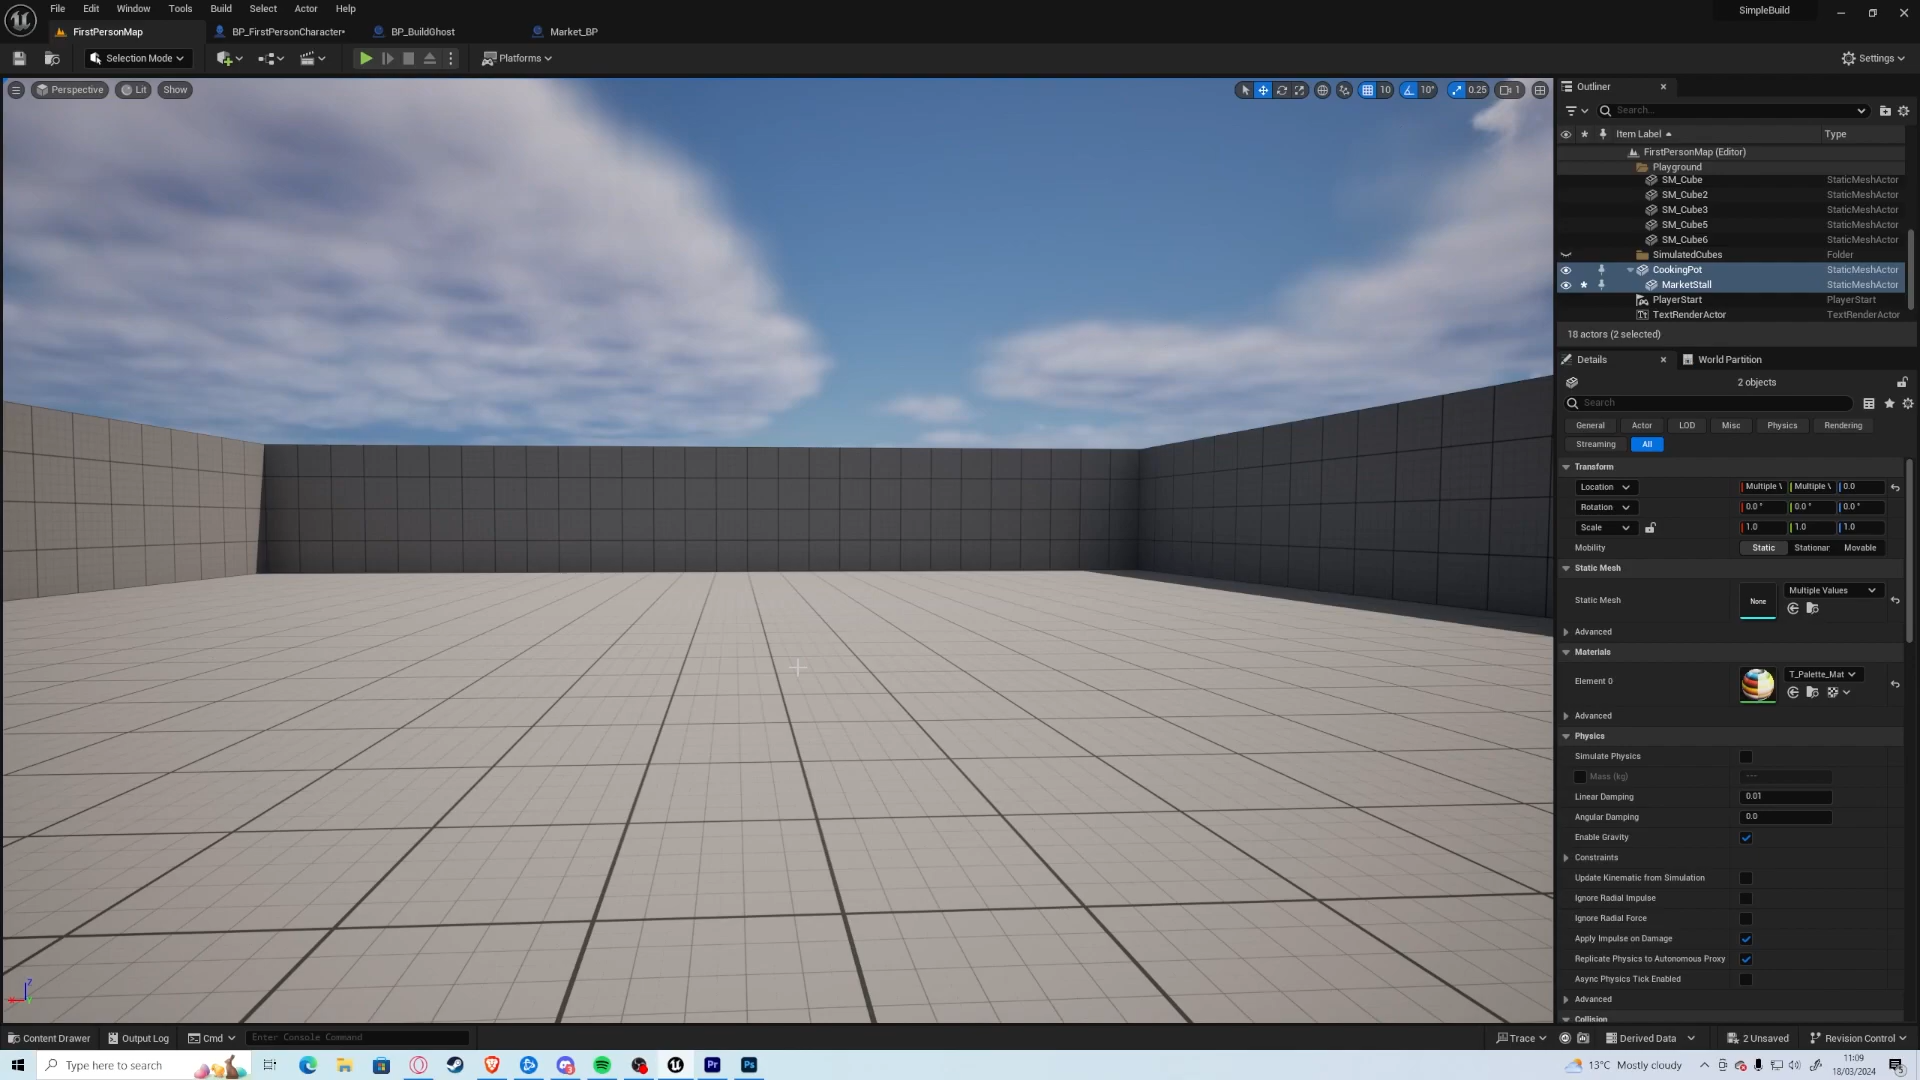 File Edit Window Tools Build Select Actor Help
SimpleBuild
FirstPersonMap
BP_FirstPersonCharacter*
BP_BuildGhost
Market_BP
Selection Mode
Platforms
Settings
Perspective
Lit
Show
10
10°
0.25
1
Outliner
Search...
Item Label
Type
FirstPersonMap (Editor)
Playground
SM_Cube StaticMeshActor
SM_Cube2 StaticMeshActor
SM_Cube3 StaticMeshActor
SM_Cube5 StaticMeshActor
SM_Cube6 StaticMeshActor
SimulatedCubes Folder
CookingPot StaticMeshActor
MarketStall StaticMeshActor
PlayerStart PlayerStart
TextRenderActor TextRenderActor
18 actors (2 selected)
Details
World Partition
2 objects
Search
General Actor LOD Misc Physics Rendering
Streaming All
Transform
Location Multiple V Multiple V 0.0
Rotation 0.0 ° 0.0 ° 0.0 °
Scale 1.0 1.0 1.0
Mobility Static Stationar Movable
Static Mesh
Static Mesh None Multiple Values
Advanced
Materials
Element 0 T_Palette_Mat
Advanced
Physics
Simulate Physics
Mass (kg) ---
Linear Damping 0.01
Angular Damping 0.0
Enable Gravity
Constraints
Update Kinematic from Simulation
Ignore Radial Impulse
Ignore Radial Force
Apply Impulse on Damage
Replicate Physics to Autonomous Proxy
Async Physics Tick Enabled
Advanced
Collision
Z
Content Drawer
Output Log
Cmd
Enter Console Command
Trace
Derived Data
2 Unsaved
Revision Control
Type here to search
Pr
Ps
13°C Mostly cloudy
11:09
18/03/2024